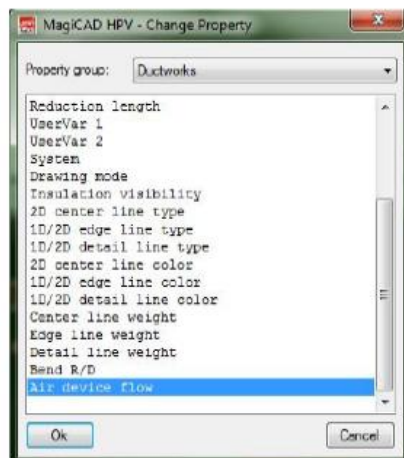 MagiCAD HPV - Change Property
Property group: Ductworks
Reduction length
UserVar 1
UserVar 2
System
Drawing mode
Insulation visibility
2D center line type
1D/2D edge line type
1D/2D detail line type
2D center line color
1D/2D edge line color
1D/2D detail line color
Center line weight
Edge line weight
Detail line weight
Bend R/D
Air device flow
Ok Cancel